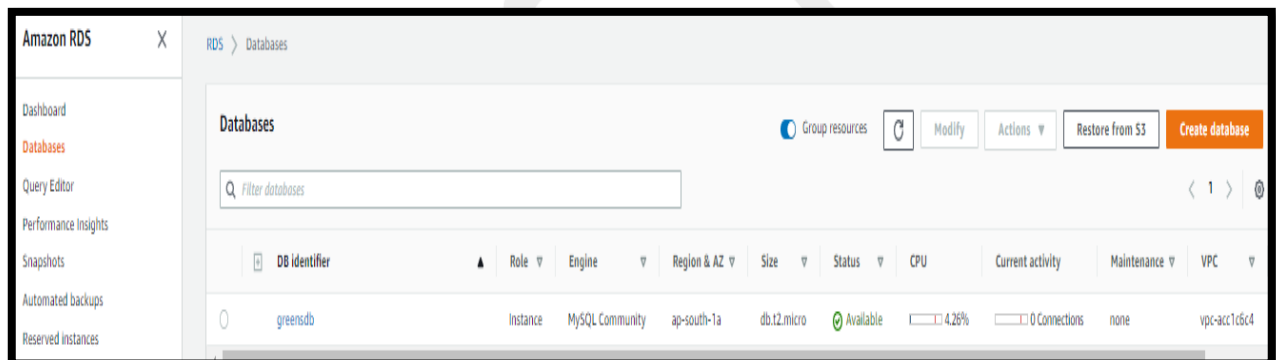 Amazon RDS X
RDS > Databases
Dashboard
Databases
Query Editor
Performance Insights
Snapshots
Automated backups
Reserved instances
Databases
Group resources
Modify
Actions
Restore from S3
Create database
Filter databases
< 1 >
DB identifier Role Engine Region & AZ Size Status CPU Current activity Maintenance VPC
greensdb Instance MySQL Community ap-south-1a db.t2.micro Available 4.26% 0 Connections none vpc-acc1c6c4